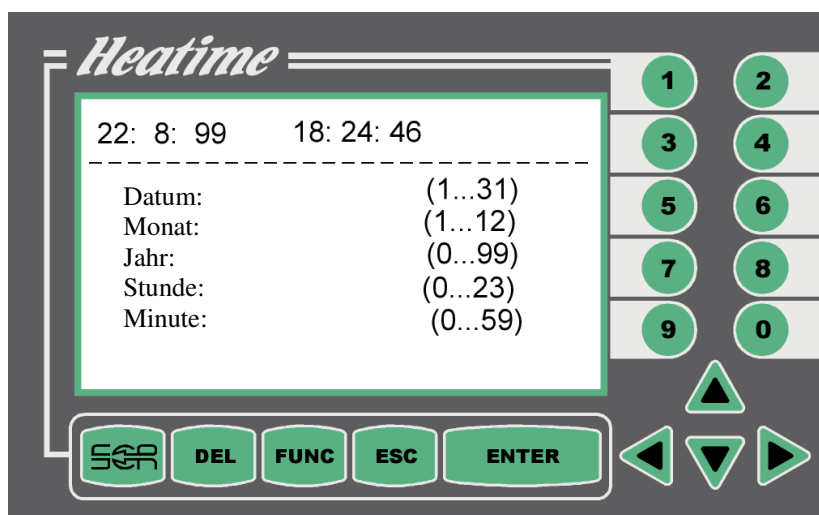 Heatime
22: 8: 99 18: 24: 46
Datum: (1...31)
Monat: (1...12)
Jahr: (0...99)
Stunde: (0...23)
Minute: (0...59)
1 2
3 4
5 6
7 8
9 0
SCR DEL FUNC ESC ENTER